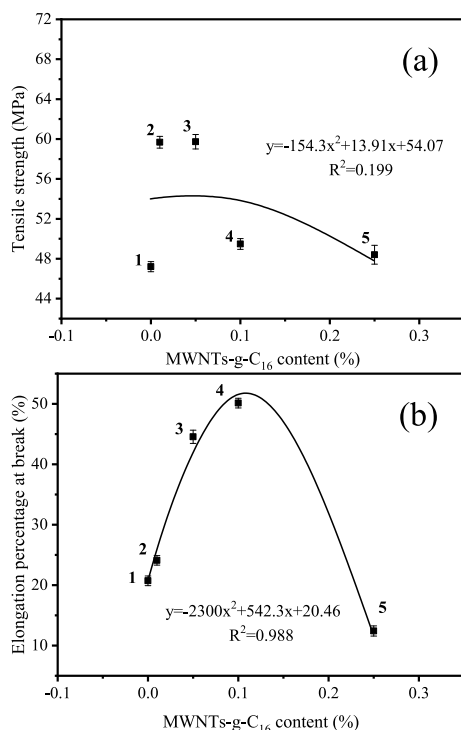 (a)
Tensile strength (MPa)
72
68
64
60
56
52
48
44
2
3
y=-154.3x²+13.91x+54.07
R²=0.199
1
4
5
-0.1 0.0 0.1 0.2 0.3
MWNTs-g-C₁₆ content (%)
(b)
Elongation percentage at break (%)
50
40
30
20
10
4
3
2
1
5
y=-2300x²+542.3x+20.46
R²=0.988
-0.1 0.0 0.1 0.2 0.3
MWNTs-g-C₁₆ content (%)